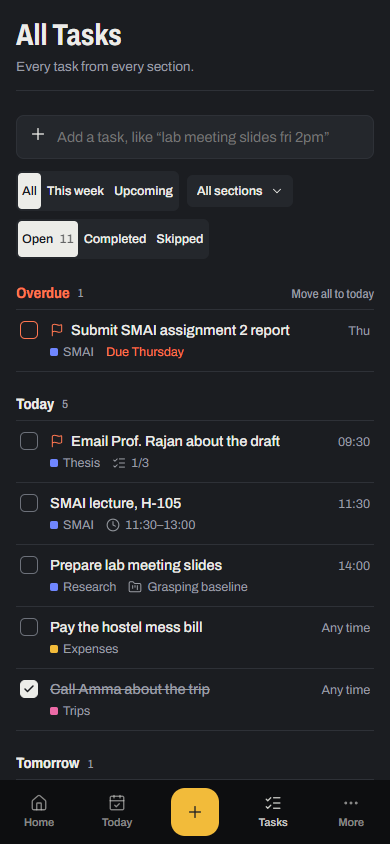 All Tasks
Every task from every section.
Add a task, like “lab meeting slides fri 2pm”
All This week Upcoming All sections
Open 11 Completed Skipped
Overdue 1 Move all to today
Submit SMAI assignment 2 report Thu
SMAI Due Thursday
Today 5
Email Prof. Rajan about the draft 09:30
Thesis 1/3
SMAI lecture, H-105 11:30
SMAI 11:30–13:00
Prepare lab meeting slides 14:00
Research Grasping baseline
Pay the hostel mess bill Any time
Expenses
Call Amma about the trip Any time
Trips
Tomorrow 1
Home Today Tasks More